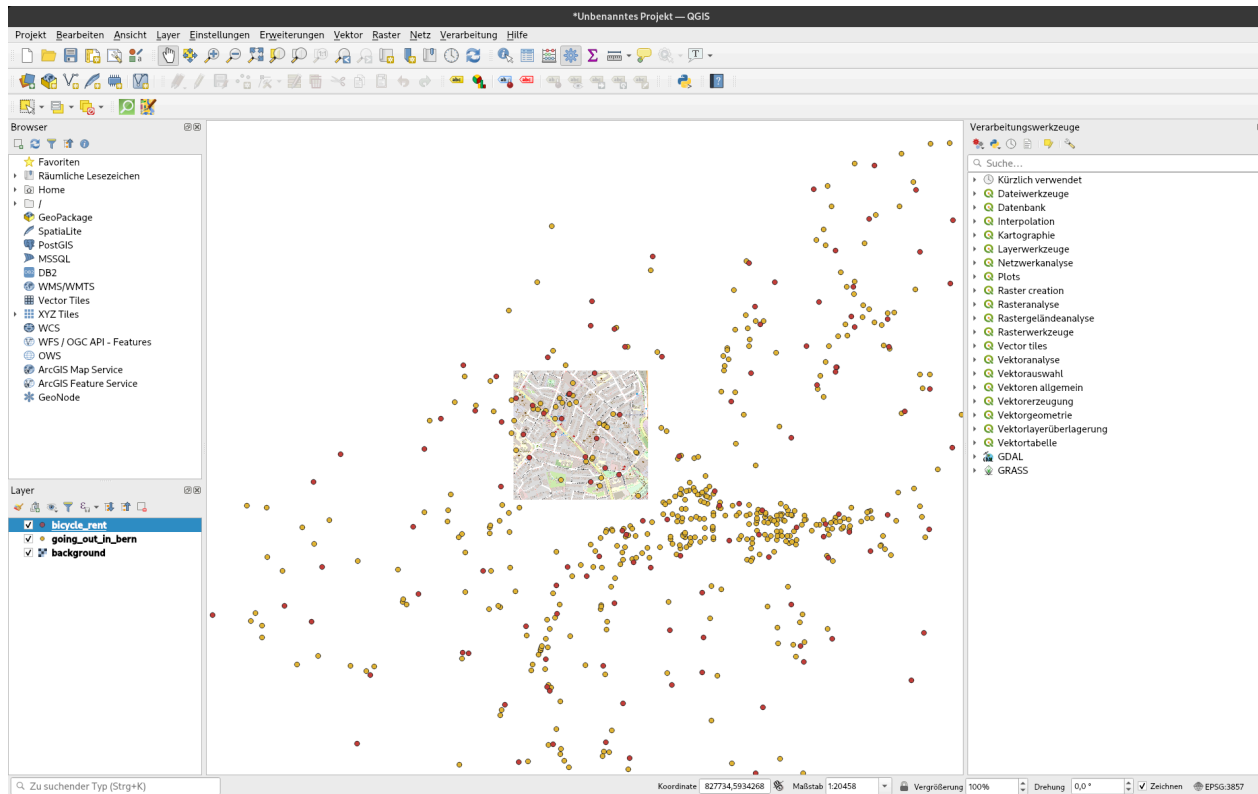 *Unbenanntes Projekt — QGIS
Projekt Bearbeiten Ansicht Layer Einstellungen Erweiterungen Vektor Raster Netz Verarbeitung Hilfe
Browser
Favoriten
Räumliche Lesezeichen
Home
/
GeoPackage
SpatiaLite
PostGIS
MSSQL
DB2
WMS/WMTS
Vector Tiles
XYZ Tiles
WCS
WFS / OGC API - Features
OWS
ArcGIS Map Service
ArcGIS Feature Service
GeoNode
Layer
bicycle_rent
going_out_in_bern
background
Verarbeitungswerkzeuge
Suche...
Kürzlich verwendet
Dateiwerkzeuge
Datenbank
Interpolation
Kartographie
Layerwerkzeuge
Netzwerkanalyse
Plots
Raster creation
Rasteranalyse
Rastergeländeanalyse
Rasterwerkzeuge
Vector tiles
Vektoranalyse
Vektorauswahl
Vektoren allgemein
Vektorerzeugung
Vektorgeometrie
Vektorlayerüberlagerung
Vektortabelle
GDAL
GRASS
Zu suchender Typ (Strg+K)
Koordinate 827734,5934268 Maßstab 1:20458 Vergrößerung 100% Drehung 0,0 ° Zeichnen EPSG:3857